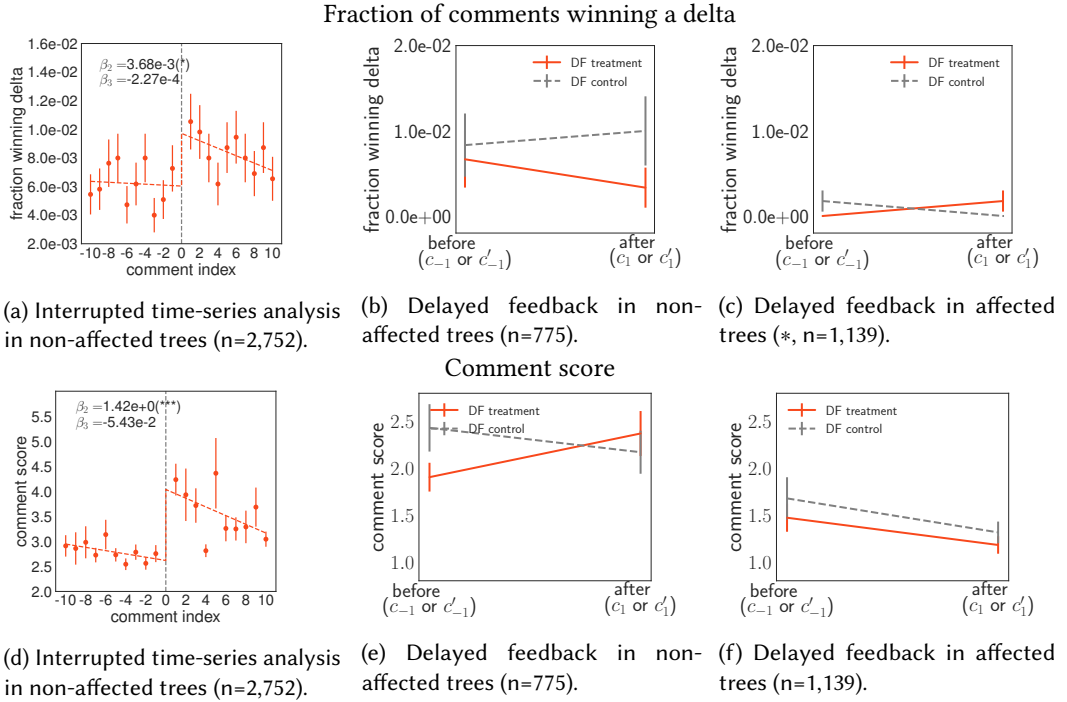 Fraction of comments winning a delta
fraction winning delta
1.6e-02
1.4e-02
1.2e-02
1.0e-02
8.0e-03
6.0e-03
4.0e-03
2.0e-03
β₂ =3.68e-3(*)
β₃ =-2.27e-4
-10 -8 -6 -4 -2 0 2 4 6 8 10
comment index
(a) Interrupted time-series analysis
in non-affected trees (n=2,752).
fraction winning delta
2.0e-02
1.0e-02
0.0e+00
DF treatment
DF control
before
(c₋₁ or c′₋₁)
after
(c₁ or c′₁)
(b) Delayed feedback in non-
affected trees (n=775).
fraction winning delta
2.0e-02
1.0e-02
0.0e+00
DF treatment
DF control
before
(c₋₁ or c′₋₁)
after
(c₁ or c′₁)
(c) Delayed feedback in affected
trees (∗, n=1,139).
Comment score
comment score
5.5
5.0
4.5
4.0
3.5
3.0
2.5
2.0
β₂ =1.42e+0(***)
β₃ =-5.43e-2
-10 -8 -6 -4 -2 0 2 4 6 8 10
comment index
(d) Interrupted time-series analysis
in non-affected trees (n=2,752).
comment score
2.5
2.0
1.5
1.0
DF treatment
DF control
before
(c₋₁ or c′₋₁)
after
(c₁ or c′₁)
(e) Delayed feedback in non-
affected trees (n=775).
comment score
2.5
2.0
1.5
1.0
DF treatment
DF control
before
(c₋₁ or c′₋₁)
after
(c₁ or c′₁)
(f) Delayed feedback in affected
trees (n=1,139).